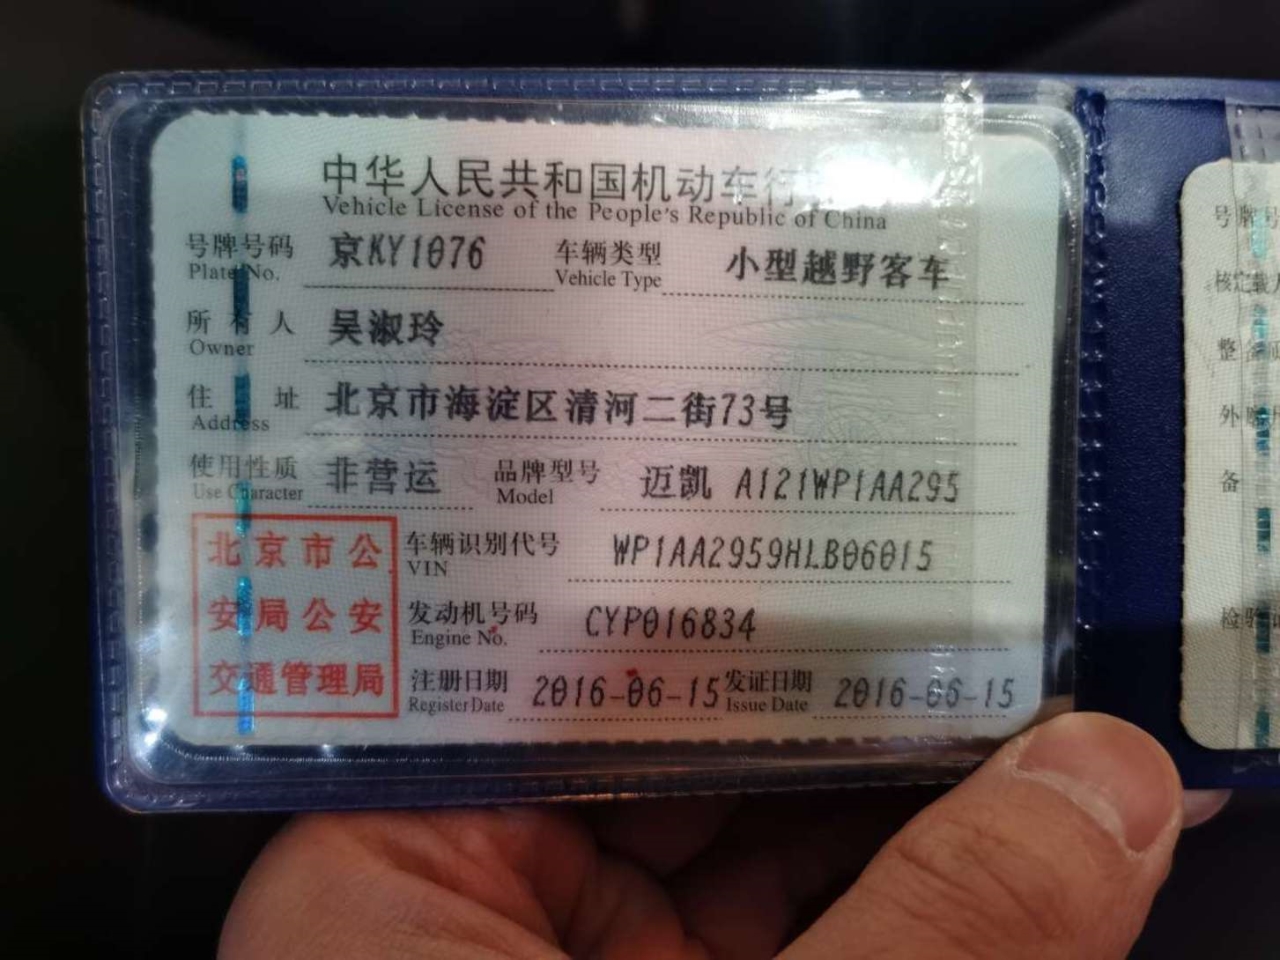 中华人民共和国机动车行
Vehicle License of the People's Republic of China
号牌号码 京KY1076 车辆类型 小型越野客车
Plate No. Vehicle Type
所有人 吴淑玲
Owner
住址 北京市海淀区清河二街73号
Address
使用性质 非营运 品牌型号 迈凯 A121WP1AA295
Use Character Model
北京市公 车辆识别代号 WP1AA2959HLB06015
VIN
安局公安 发动机号码 CYP016834
Engine No.
交通管理局 注册日期 2016-06-15 发证日期 2016-06-15
Register Date Issue Date
号牌号
核定载人
整
外
备
检验